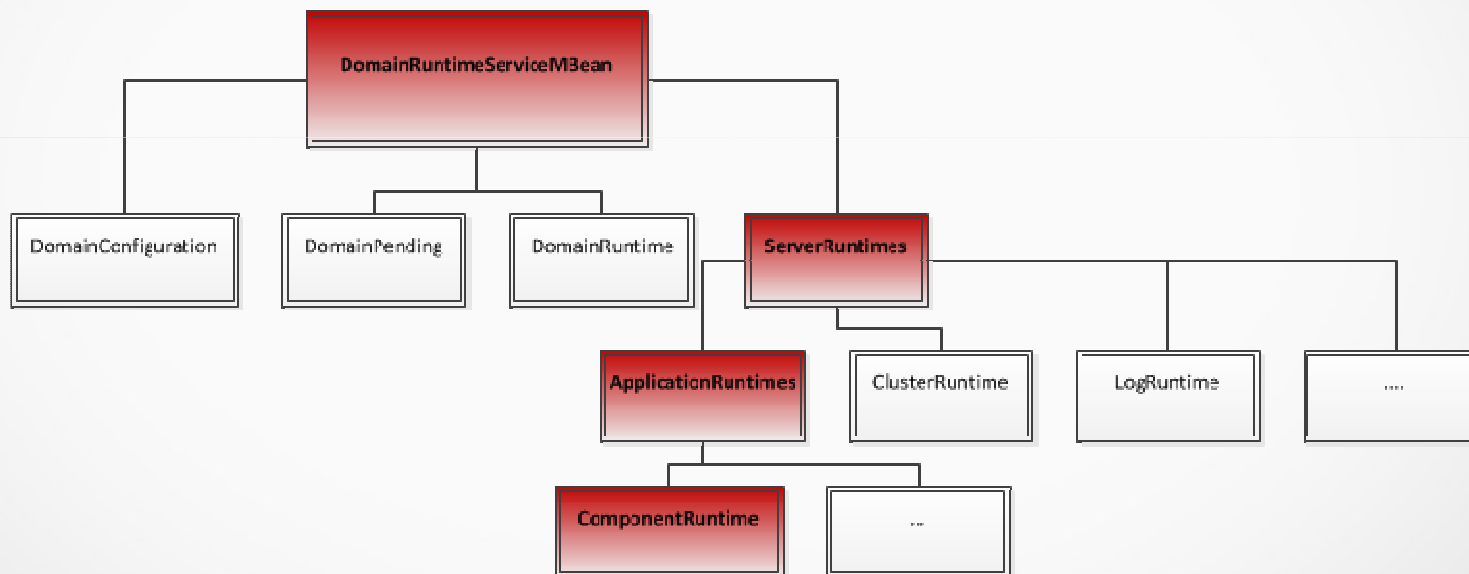 DomainRuntimeServiceMBean
DomainConfiguration
DomainPending
DomainRuntime
ServerRuntimes
ApplicationRuntimes
ClusterRuntime
LogRuntime
....
ComponentRuntime
...